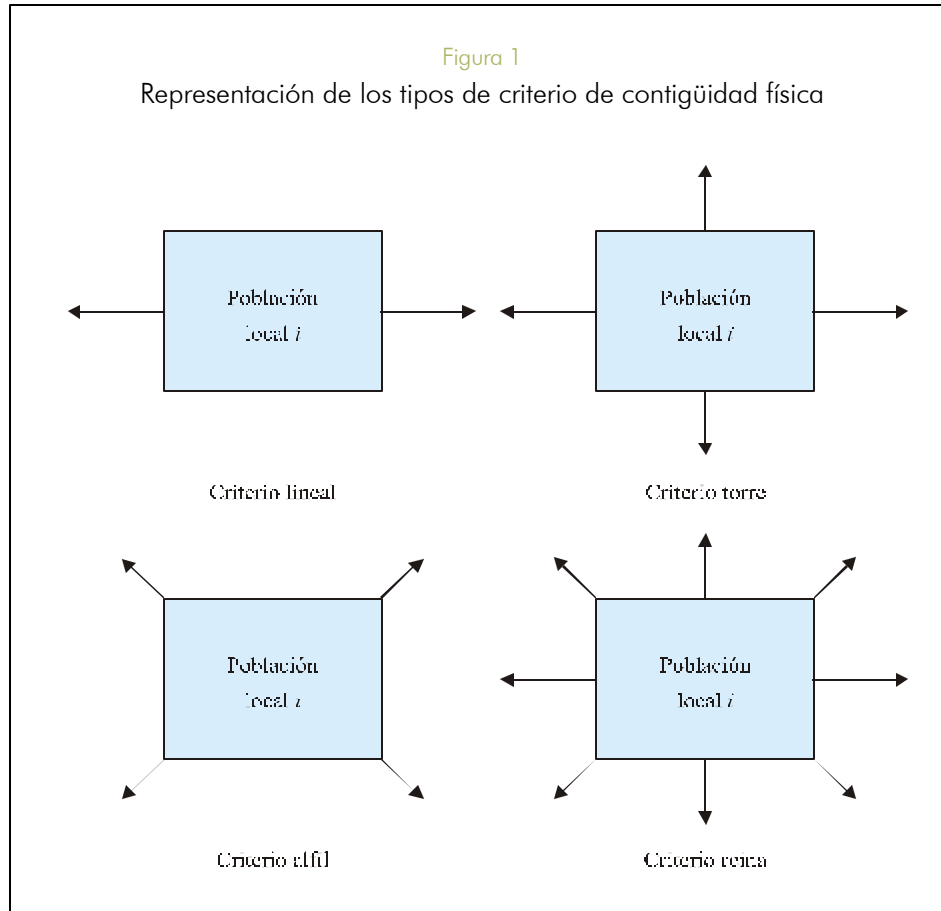 Figura 1
Representación de los tipos de criterio de contigüidad física
Población
local i
Población
local i
Criterio lineal
Criterio torre
Población
local i
Población
local i
Criterio alfil
Criterio reina